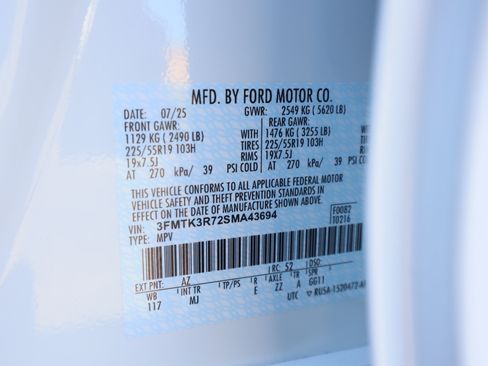 MFD. BY FORD MOTOR CO.
DATE: 07/25 GVWR: 2549 KG (5620 LB)
FRONT GAWR: REAR GAWR:
1129 KG (2490 LB) WITH 1476 KG (3255 LB)
225/55R19 103H TIRES 225/55R19 103H
19X7.5J RIMS 19X7.5J
AT 270 kPa/ 39 PSI COLD AT 270 kPa/ 39 PSI COLD
THIS VEHICLE CONFORMS TO ALL APPLICABLE FEDERAL MOTOR
VEHICLE SAFETY AND THEFT PREVENTION STANDARDS IN
EFFECT ON THE DATE OF MANUFACTURE SHOWN ABOVE.
VIN: 3FMTK3R72SMA43694 F0082
TYPE: MPV T0216
EXT PNT: AZ RC: 52 DSO:
WB INT TR TP/PS R AXLE TR SPR
117 MJ E ZZ A GG11
UTC